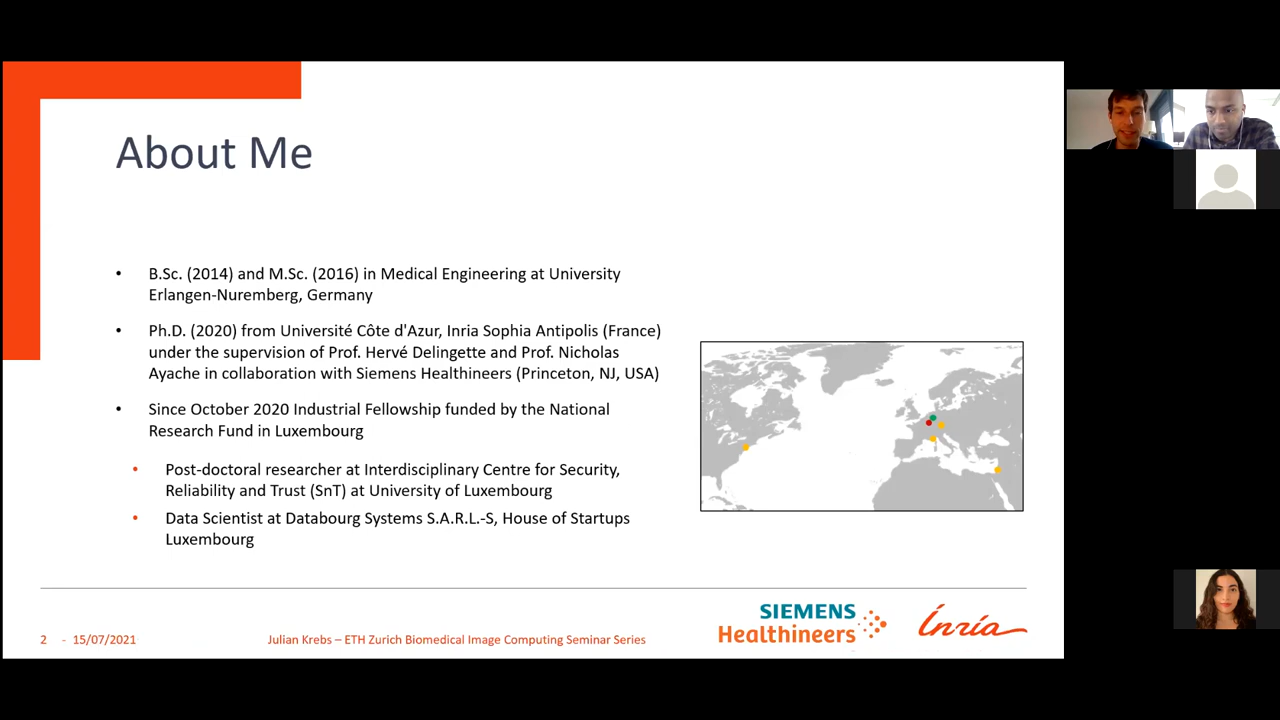 About Me
• B.Sc. (2014) and M.Sc. (2016) in Medical Engineering at University
Erlangen-Nuremberg, Germany
• Ph.D. (2020) from Université Côte d'Azur, Inria Sophia Antipolis (France)
under the supervision of Prof. Hervé Delingette and Prof. Nicholas
Ayache in collaboration with Siemens Healthineers (Princeton, NJ, USA)
• Since October 2020 Industrial Fellowship funded by the National
Research Fund in Luxembourg
• Post-doctoral researcher at Interdisciplinary Centre for Security,
Reliability and Trust (SnT) at University of Luxembourg
• Data Scientist at Databourg Systems S.A.R.L.-S, House of Startups
Luxembourg
2 - 15/07/2021
Julian Krebs – ETH Zurich Biomedical Image Computing Seminar Series
SIEMENS
Healthineers
Inria